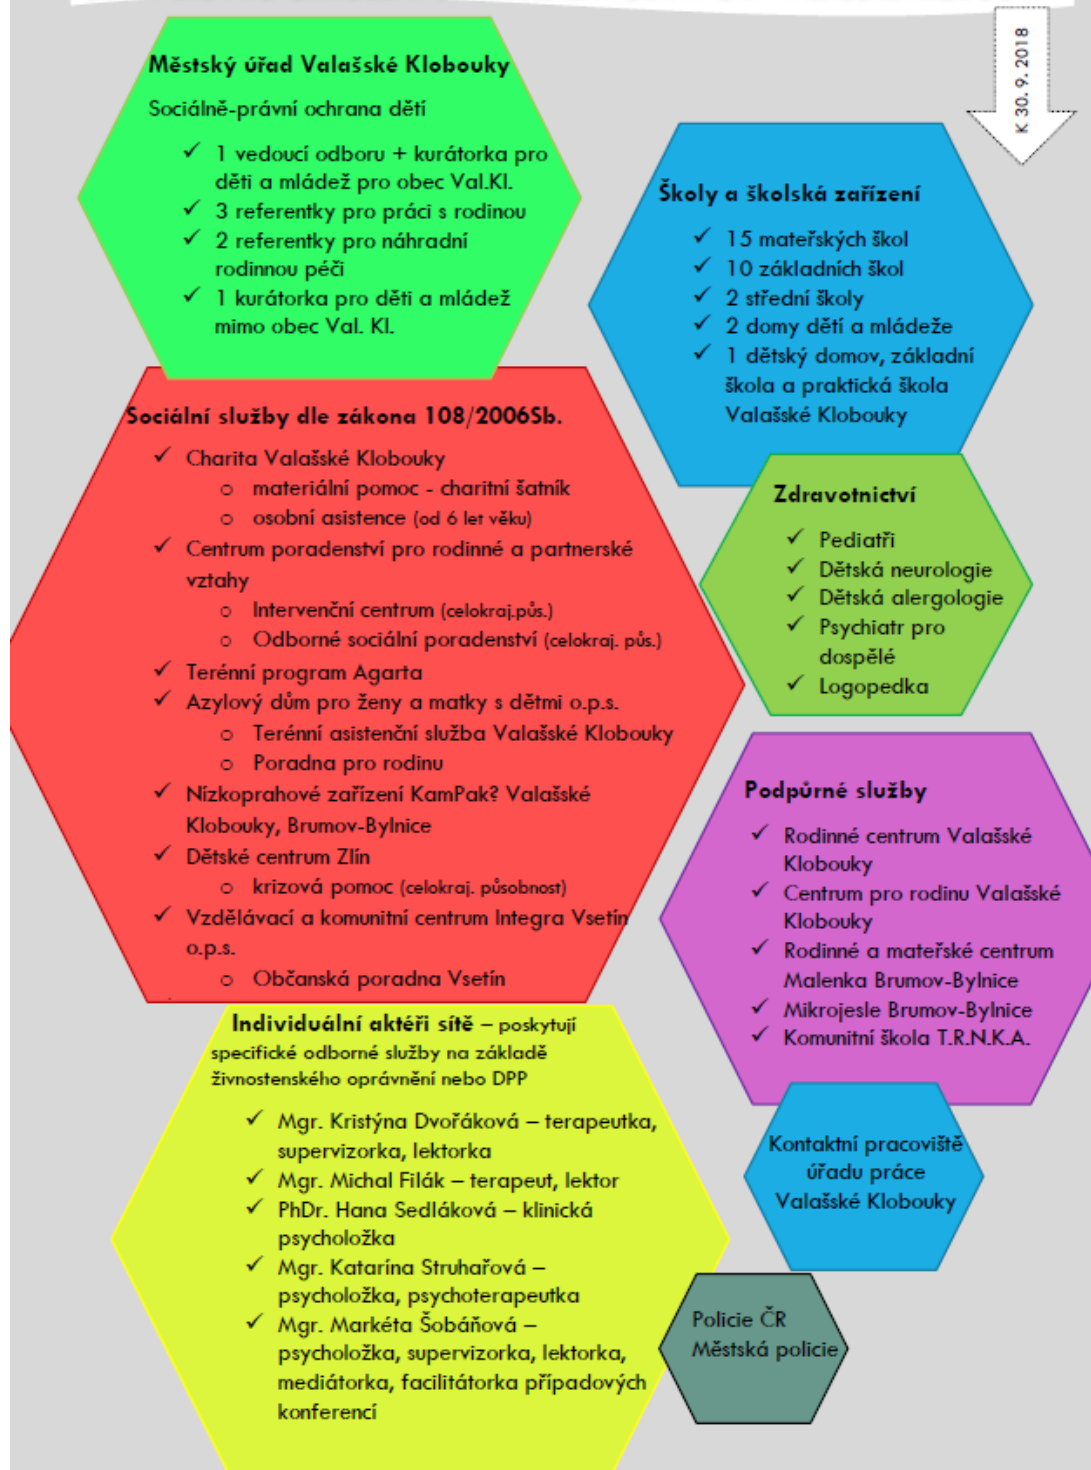 K 30. 9. 2018
Městský úřad Valašské Klobouky
Sociálně-právní ochrana dětí
✓ 1 vedoucí odboru + kurátorka pro
děti a mládež pro obec Val.Kl.
✓ 3 referentky pro práci s rodinou
✓ 2 referentky pro náhradní
rodinnou péči
✓ 1 kurátorka pro děti a mládež
mimo obec Val. Kl.
Školy a školská zařízení
✓ 15 mateřských škol
✓ 10 základních škol
✓ 2 střední školy
✓ 2 domy dětí a mládeže
✓ 1 dětský domov, základní
škola a praktická škola
Valašské Klobouky
Sociální služby dle zákona 108/2006Sb.
✓ Charita Valašské Klobouky
o materiální pomoc - charitní šatník
o osobní asistence (od 6 let věku)
✓ Centrum poradenství pro rodinné a partnerské
vztahy
o Intervenční centrum (celokraj.půs.)
o Odborné sociální poradenství (celokraj. půs.)
✓ Terénní program Agarta
✓ Azylový dům pro ženy a matky s dětmi o.p.s.
o Terénní asistenční služba Valašské Klobouky
o Poradna pro rodinu
✓ Nízkoprahové zařízení KamPak? Valašské
Klobouky, Brumov-Bylnice
✓ Dětské centrum Zlín
o krizová pomoc (celokraj. působnost)
✓ Vzdělávací a komunitní centrum Integra Vsetín
o.p.s.
o Občanská poradna Vsetín
Zdravotnictví
✓ Pediatři
✓ Dětská neurologie
✓ Dětská alergologie
✓ Psychiatr pro
dospělé
✓ Logopedka
Podpůrné služby
✓ Rodinné centrum Valašské
Klobouky
✓ Centrum pro rodinu Valašské
Klobouky
✓ Rodinné a mateřské centrum
Malenka Brumov-Bylnice
✓ Mikrojesle Brumov-Bylnice
✓ Komunitní škola T.R.N.K.A.
Individuální aktéři sítě – poskytují
specifické odborné služby na základě
živnostenského oprávnění nebo DPP
✓ Mgr. Kristýna Dvořáková – terapeutka,
supervizorka, lektorka
✓ Mgr. Michal Filák – terapeut, lektor
✓ PhDr. Hana Sedláková – klinická
psycholožka
✓ Mgr. Katarína Struhařová –
psycholožka, psychoterapeutka
✓ Mgr. Markéta Šobáňová –
psycholožka, supervizorka, lektorka,
mediátorka, facilitátorka případových
konferencí
Kontaktní pracoviště
úřadu práce
Valašské Klobouky
Policie ČR
Městská policie